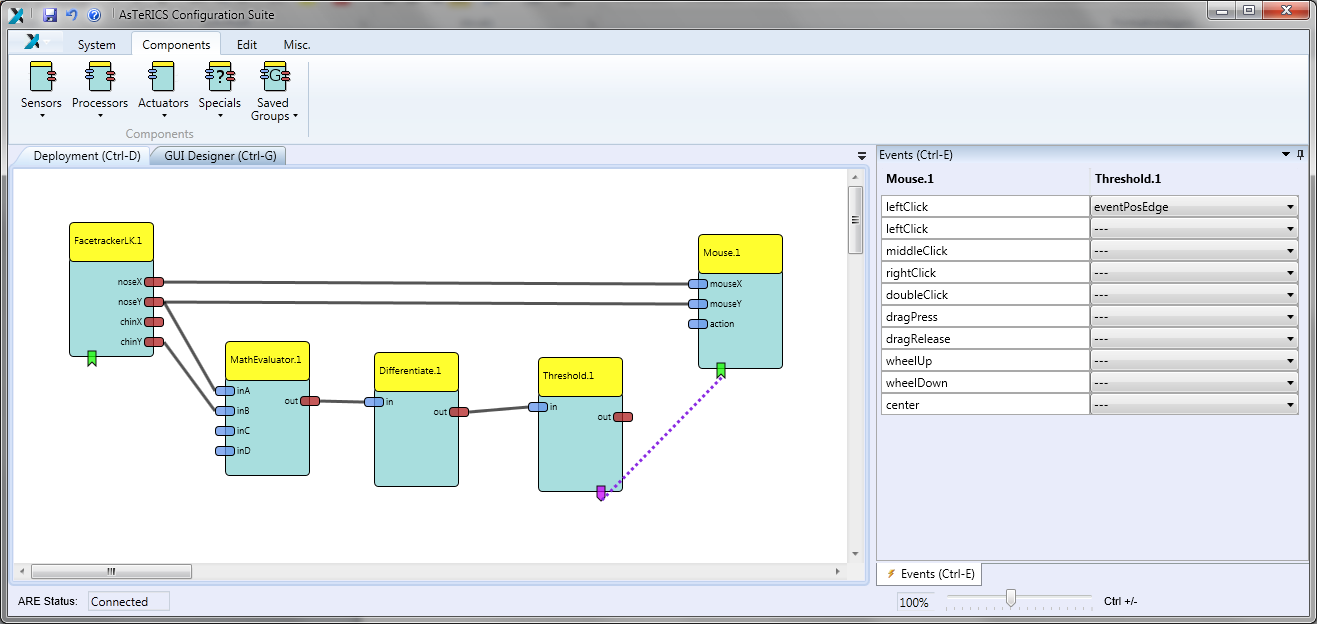 AsTeRICS Configuration Suite
System Components Edit Misc.
Sensors Processors Actuators Specials Saved Groups
Components
Deployment (Ctrl-D) GUI Designer (Ctrl-G)
FacetrackerLK.1
noseX
noseY
chinX
chinY
MathEvaluator.1
inA
inB
inC
inD
out
Differentiate.1
in
out
Threshold.1
in
out
Mouse.1
mouseX
mouseY
action
Events (Ctrl-E)
Mouse.1 Threshold.1
leftClick eventPosEdge
leftClick ---
middleClick ---
rightClick ---
doubleClick ---
dragPress ---
dragRelease ---
wheelUp ---
wheelDown ---
center ---
Events (Ctrl-E)
ARE Status: Connected
100% Ctrl +/-